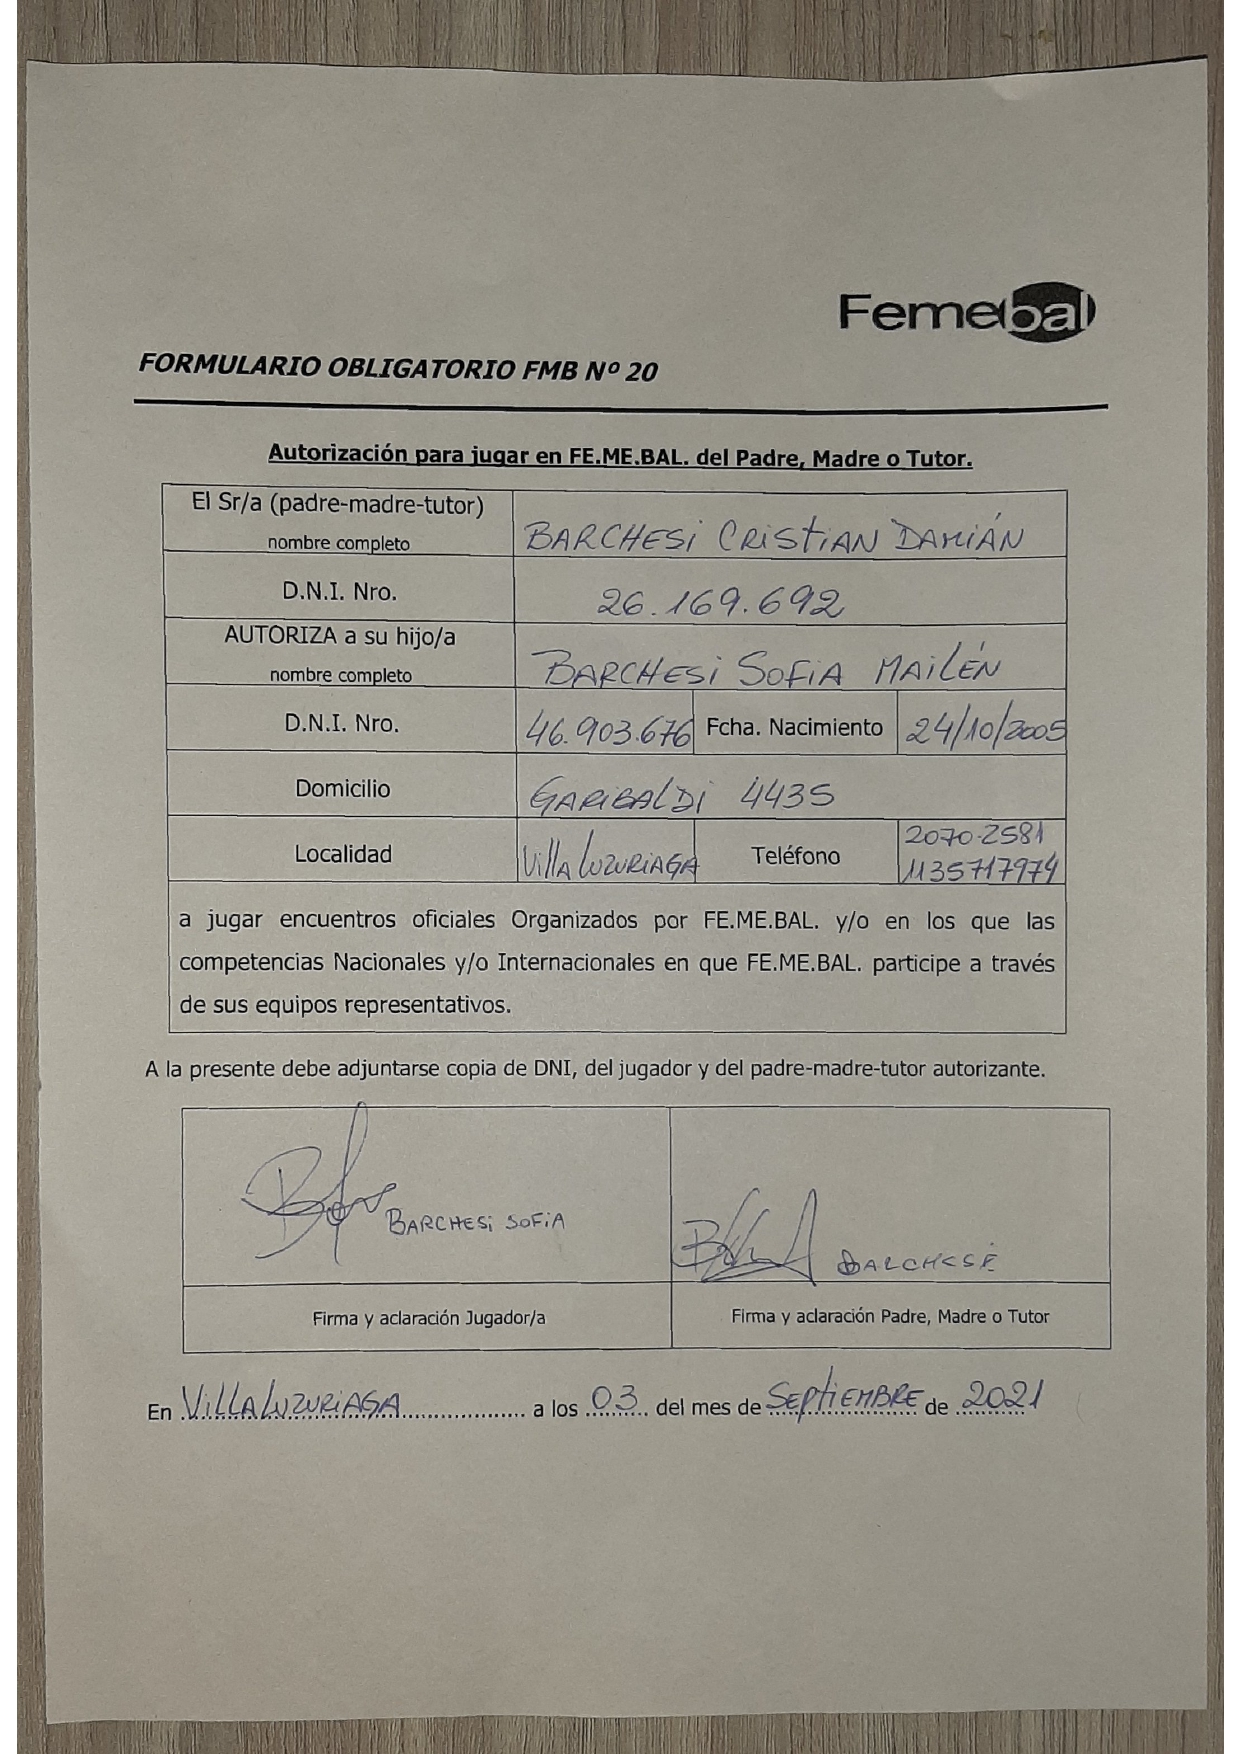 Femebal
FORMULARIO OBLIGATORIO FMB Nº 20
Autorización para jugar en FE.ME.BAL. del Padre, Madre o Tutor.
El Sr/a (padre-madre-tutor)
nombre completo
BARCHESi CRiStiAN DAMIÁN
D.N.I. Nro.
26.169.692
AUTORIZA a su hijo/a
nombre completo
BARCHESi SOFiA MAiLÉN
D.N.I. Nro.
46.903.676
Fcha. Nacimiento
24/10/2005
Domicilio
GARIBALDI 4435
Localidad
Villa LUZURIAGA
Teléfono
2070-2581
1135717974
a jugar encuentros oficiales Organizados por FE.ME.BAL. y/o en los que las
competencias Nacionales y/o Internacionales en que FE.ME.BAL. participe a través
de sus equipos representativos.
A la presente debe adjuntarse copia de DNI, del jugador y del padre-madre-tutor autorizante.
BARCHESi SOFiA
Firma y aclaración Jugador/a
Firma y aclaración Padre, Madre o Tutor
En ViLLA LUZURiAGA a los 03 del mes de SEPtiEMBRE de 2021